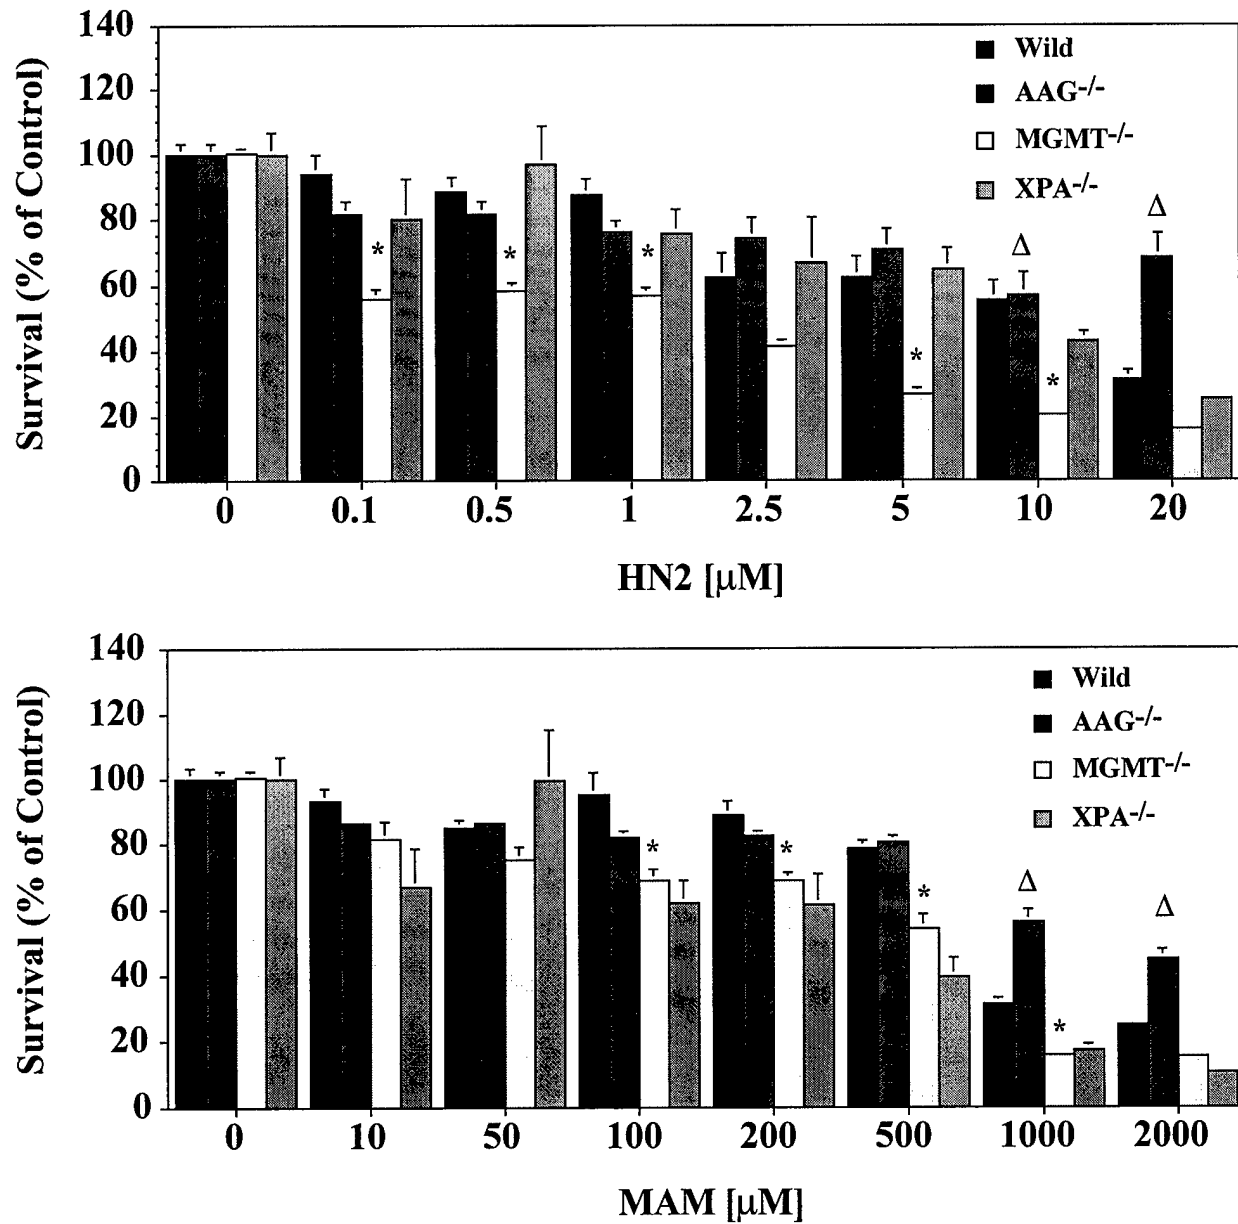 Survival (% of Control)
140
120
100
80
60
40
20
0
Wild
AAG-/-
MGMT-/-
XPA-/-
* * * * * Δ Δ
0 0.1 0.5 1 2.5 5 10 20
HN2 [μM]
Survival (% of Control)
140
120
100
80
60
40
20
0
Wild
AAG-/-
MGMT-/-
XPA-/-
* * * Δ * Δ
0 10 50 100 200 500 1000 2000
MAM [μM]